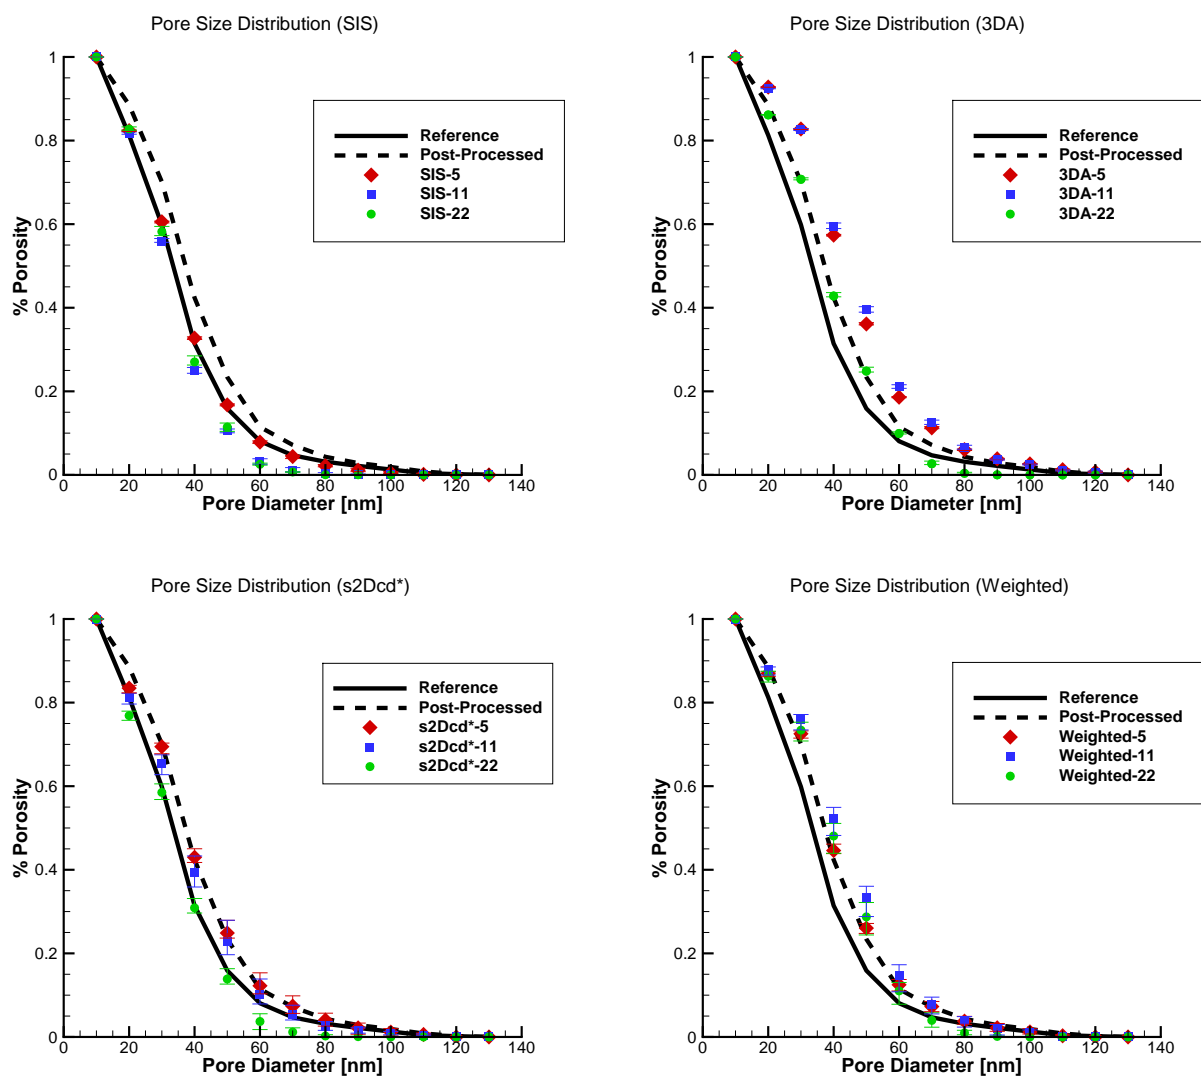 Pore Size Distribution (SIS)
1
0.8
0.6
0.4
0.2
0
% Porosity
0
20
40
60
80
100
120
140
Pore Diameter [nm]
Reference
Post-Processed
SIS-5
SIS-11
SIS-22
Pore Size Distribution (3DA)
1
0.8
0.6
0.4
0.2
0
% Porosity
0
20
40
60
80
100
120
140
Pore Diameter [nm]
Reference
Post-Processed
3DA-5
3DA-11
3DA-22
Pore Size Distribution (s2Dcd*)
1
0.8
0.6
0.4
0.2
0
% Porosity
0
20
40
60
80
100
120
140
Pore Diameter [nm]
Reference
Post-Processed
s2Dcd*-5
s2Dcd*-11
s2Dcd*-22
Pore Size Distribution (Weighted)
1
0.8
0.6
0.4
0.2
0
% Porosity
0
20
40
60
80
100
120
140
Pore Diameter [nm]
Reference
Post-Processed
Weighted-5
Weighted-11
Weighted-22